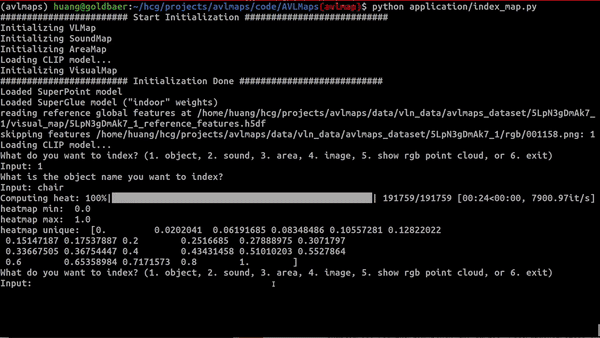 (avlmaps) huang@goldbaer:~/hcg/projects/avlmaps/code/AVLMaps(avlmap)$ python application/index_map.py
####################### Start Initialization ##########################
Initializing VLMap
Initializing SoundMap
Initializing AreaMap
Loading CLIP model...
Initializing VisualMap
####################### Initialization Done ##########################
Loaded SuperPoint model
Loaded SuperGlue model ("indoor" weights)
reading reference global features at /home/huang/hcg/projects/avlmaps/data/vln_data/avlmaps_dataset/5LpN3gDmAk7_
1/visual_map/5LpN3gDmAk7_1_reference_features.h5df
skipping features /home/huang/hcg/projects/avlmaps/data/vln_data/avlmaps_dataset/5LpN3gDmAk7_1/rgb/001158.png: 1
Loading CLIP model...
What do you want to index? (1. object, 2. sound, 3. area, 4. image, 5. show rgb point cloud, or 6. exit)
Input: 1
What is the object name you want to index?
Input: chair
Computing heat: 100%| | 191759/191759 [00:24<00:00, 7900.97it/s]
heatmap min: 0.0
heatmap max: 1.0
heatmap unique: [0. 0.0202041 0.06191685 0.08348486 0.10557281 0.12822022
0.15147187 0.17537887 0.2 0.2516685 0.27888975 0.3071797
0.33667505 0.36754447 0.4 0.43431458 0.51010203 0.5527864
0.6 0.65358984 0.7171573 0.8 1. ]
What do you want to index? (1. object, 2. sound, 3. area, 4. image, 5. show rgb point cloud, or 6. exit)
Input: